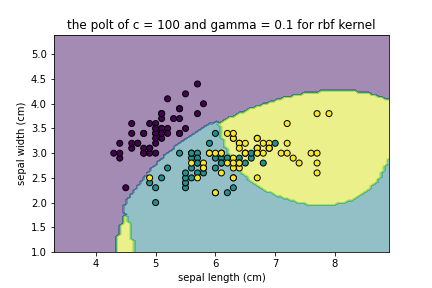 the polt of c = 100 and gamma = 0.1 for rbf kernel
5.0
4.5
4.0
3.5
3.0
2.5
2.0
1.5
1.0
sepal width (cm)
4 5 6 7 8
sepal length (cm)